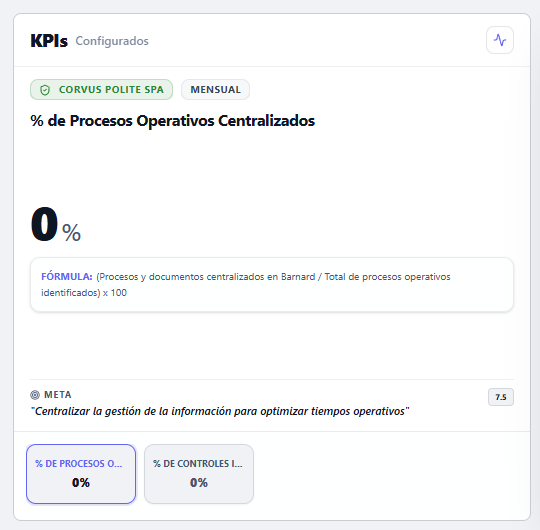 KPIs Configurados
CORVUS POLITE SPA MENSUAL
% de Procesos Operativos Centralizados
0 %
FÓRMULA: (Procesos y documentos centralizados en Barnard / Total de procesos operativos
identificados) x 100
META 7.5
"Centralizar la gestión de la información para optimizar tiempos operativos"
% DE PROCESOS O... % DE CONTROLES I...
0% 0%